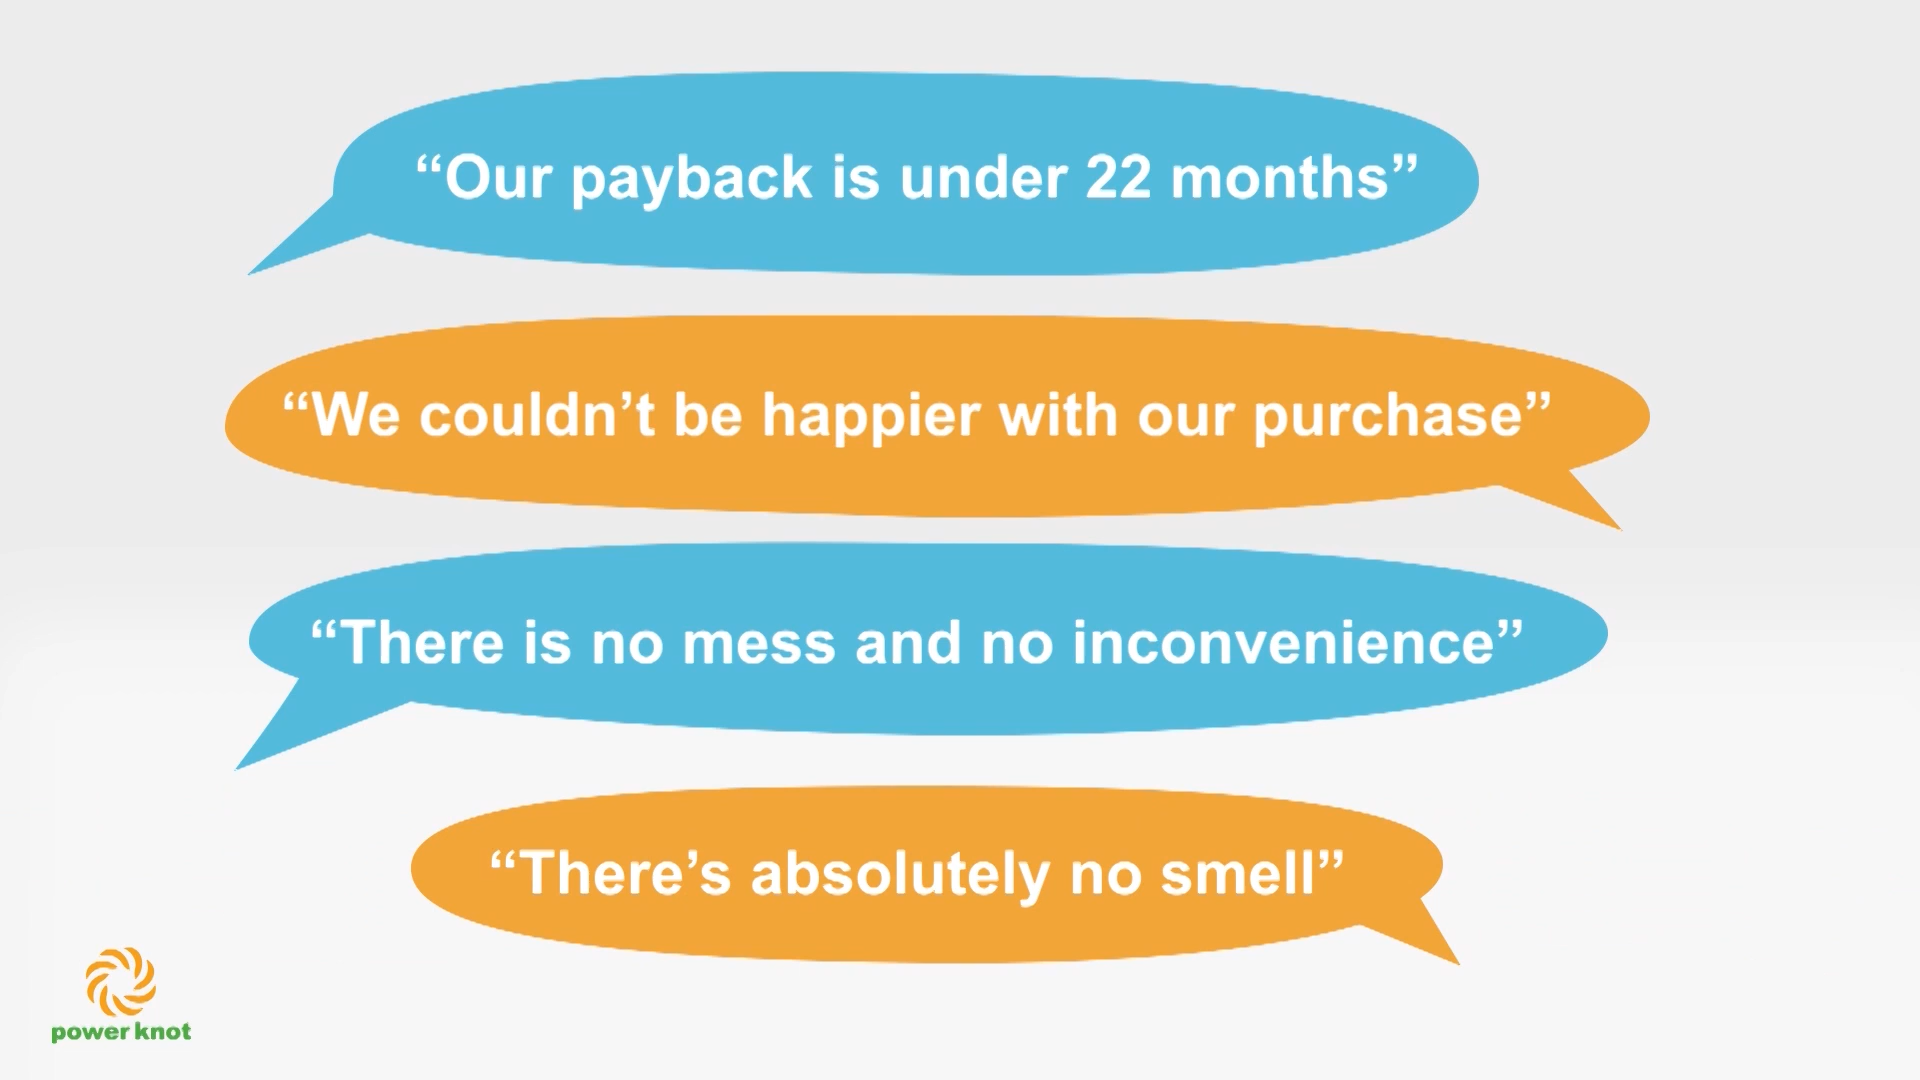 “Our payback is under 22 months”
“We couldn’t be happier with our purchase”
“There is no mess and no inconvenience”
“There’s absolutely no smell”
power knot